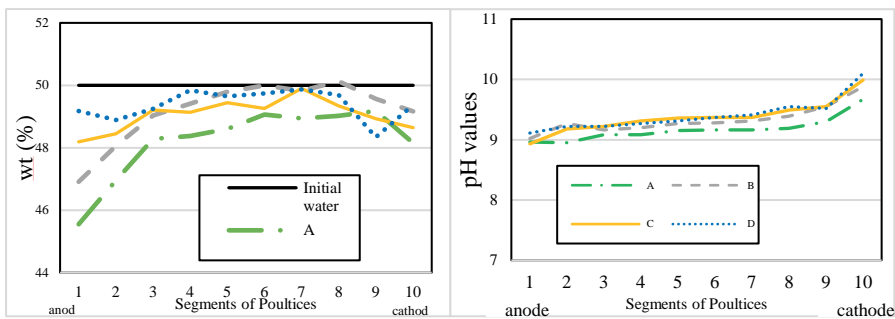 52
50
48
46
44
wt (%)
Initial
water
A
1 2 3 4 5 6 7 8 9 10
anod Segments of Poultices cathod
11
10
9
8
7
pH values
A B
C D
1 2 3 4 5 6 7 8 9 10
anode Segments of Poultices cathode